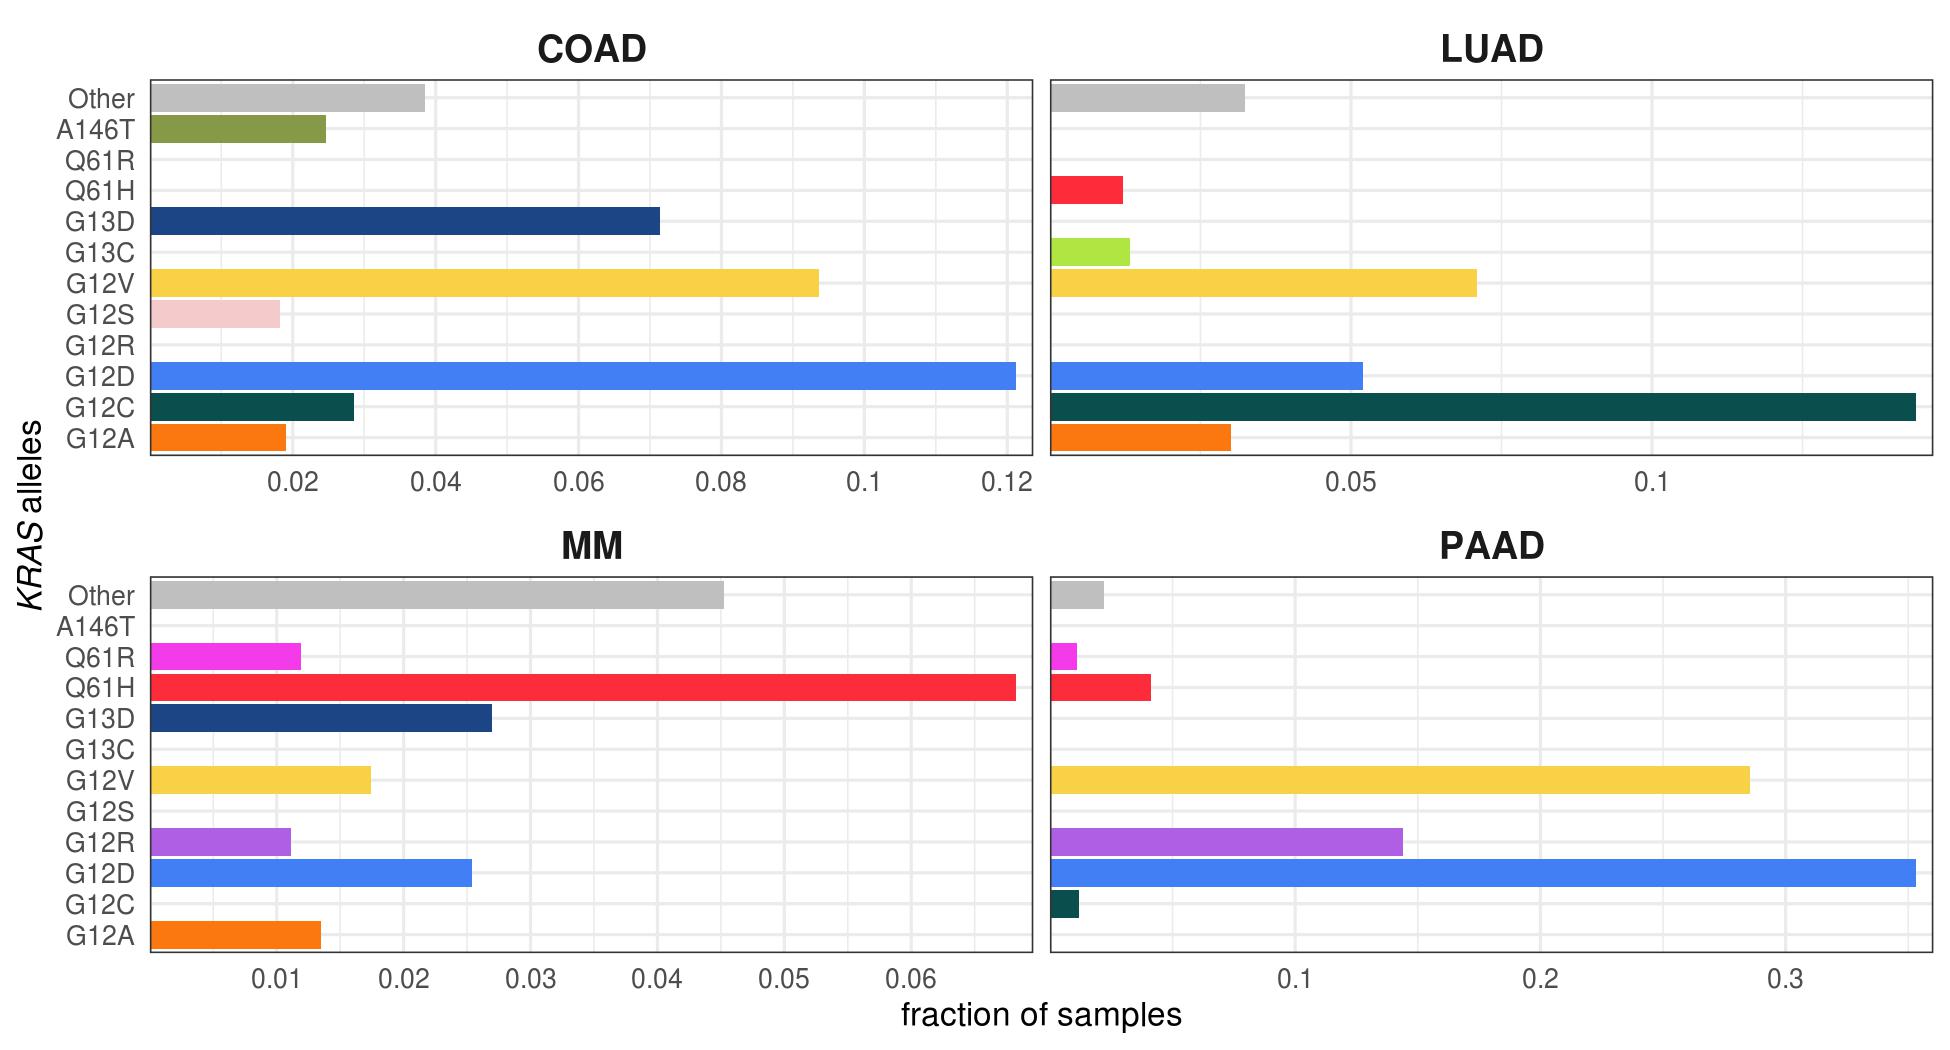 COAD
LUAD
Other
A146T
Q61R
Q61H
G13D
G13C
G12V
G12S
G12R
G12D
G12C
G12A
0.02 0.04 0.06 0.08 0.1 0.12
0.05 0.1
MM
PAAD
Other
A146T
Q61R
Q61H
G13D
G13C
G12V
G12S
G12R
G12D
G12C
G12A
0.01 0.02 0.03 0.04 0.05 0.06
0.1 0.2 0.3
KRAS alleles
fraction of samples